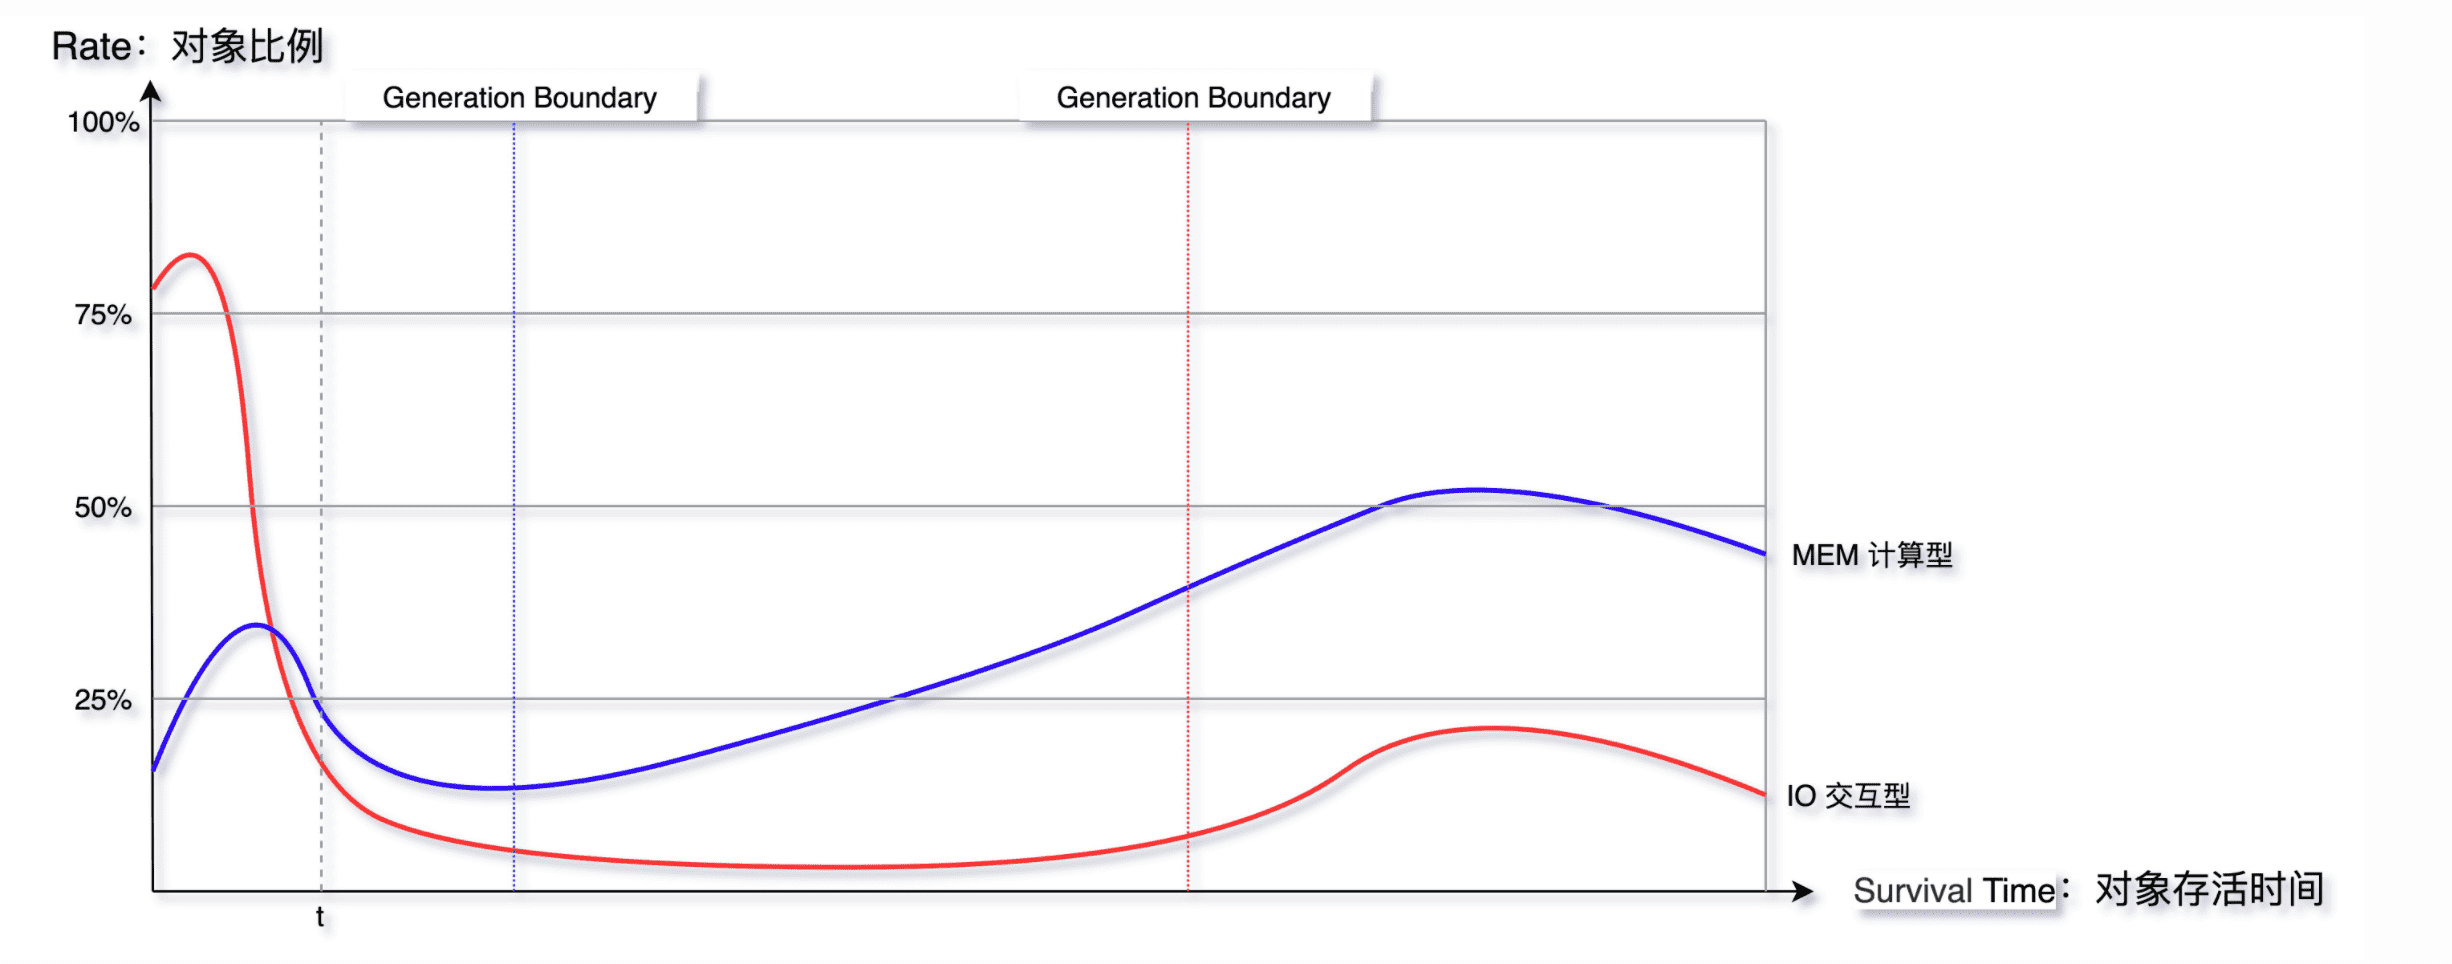 Rate：对象比例
Generation Boundary
Generation Boundary
100%
75%
50%
25%
MEM 计算型
IO 交互型
Survival Time：对象存活时间
t